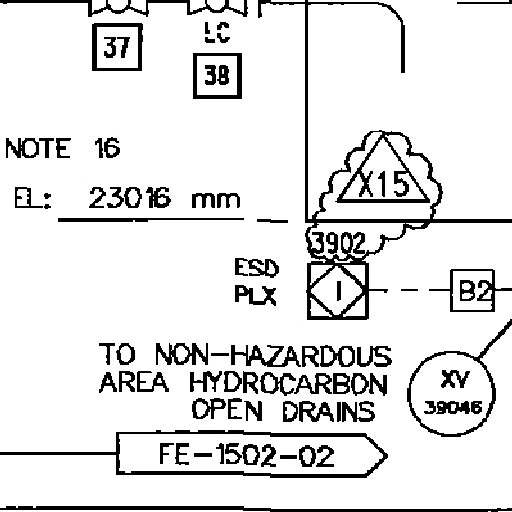 37
LC
38
NOTE 16
EL: 23016 mm
X15
3902
ESD
PLX
I
B2
TO NON-HAZARDOUS
AREA HYDROCARBON
OPEN DRAINS
XV
39046
FE-1502-02